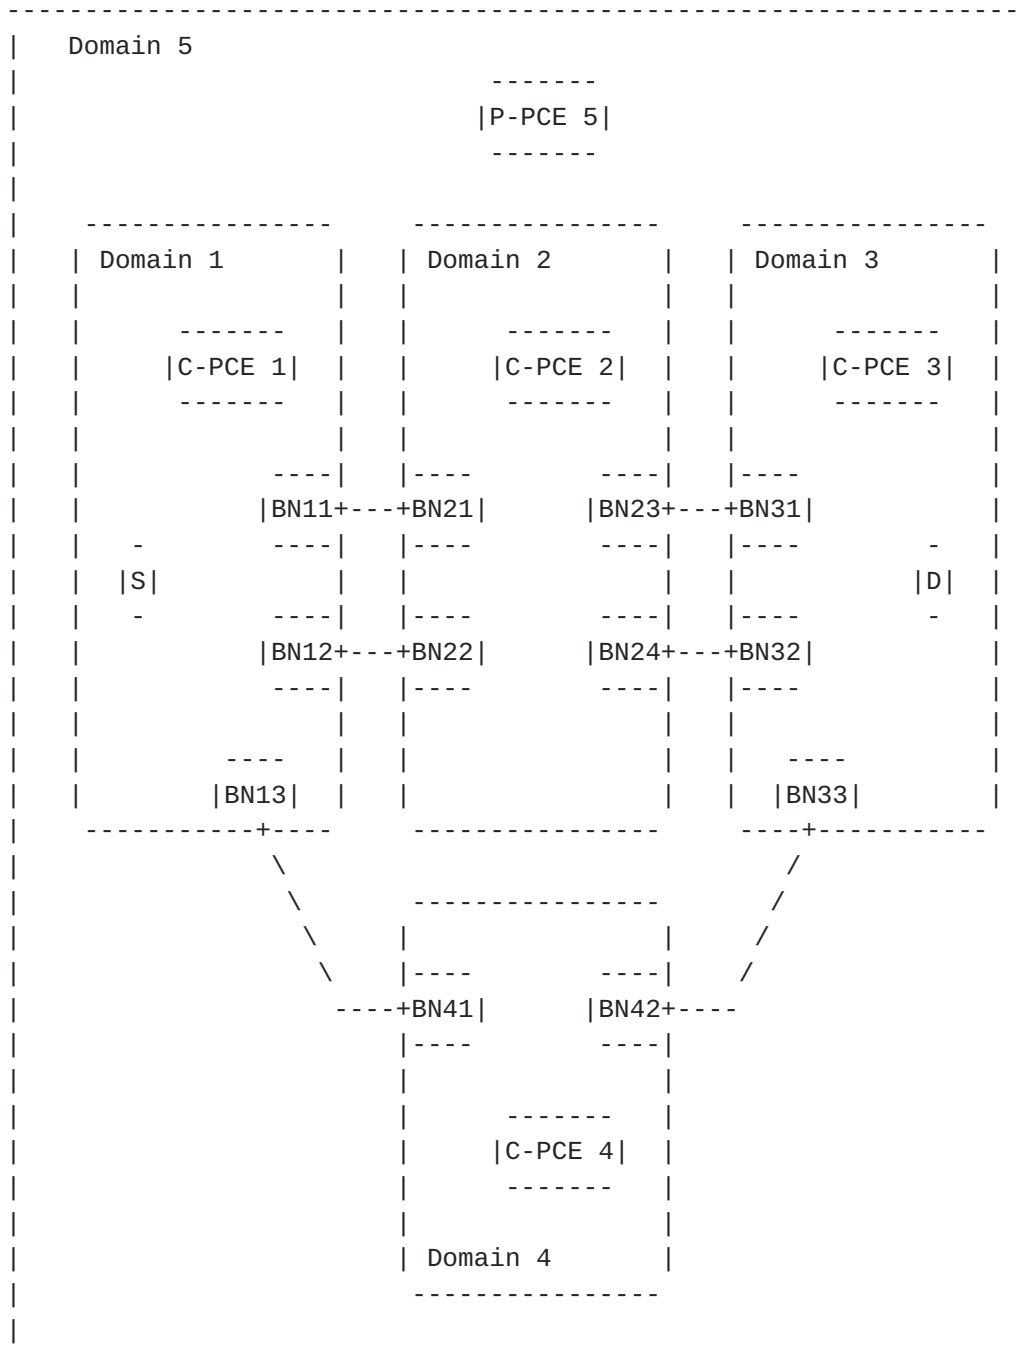 -----------------------------------------------------------------
|   Domain 5
|                              -------
|                             |P-PCE 5|
|                              -------
|
|    ----------------     ----------------     ----------------
|   | Domain 1       |   | Domain 2       |   | Domain 3       |
|   |                |   |                |   |                |
|   |      -------   |   |      -------   |   |      -------   |
|   |     |C-PCE 1|  |   |     |C-PCE 2|  |   |     |C-PCE 3|  |
|   |      -------   |   |      -------   |   |      -------   |
|   |                |   |                |   |                |
|   |            ----|   |----        ----|   |----            |
|   |           |BN11+---+BN21|      |BN23+---+BN31|           |
|   |   -        ----|   |----        ----|   |----        -   |
|   |  |S|           |   |                |   |           |D|  |
|   |   -        ----|   |----        ----|   |----        -   |
|   |           |BN12+---+BN22|      |BN24+---+BN32|           |
|   |            ----|   |----        ----|   |----            |
|   |                |   |                |   |                |
|   |         ----   |   |                |   |   ----         |
|   |        |BN13|  |   |                |   |  |BN33|        |
|    -----------+----     ----------------     ----+-----------
|                \                                /
|                 \       ----------------       /
|                  \     |                |     /
|                   \    |----        ----|    /
|                    ----+BN41|      |BN42+----
|                        |----        ----|
|                        |                |
|                        |      -------   |
|                        |     |C-PCE 4|  |
|                        |      -------   |
|                        |                |
|                        | Domain 4       |
|                         ----------------
|